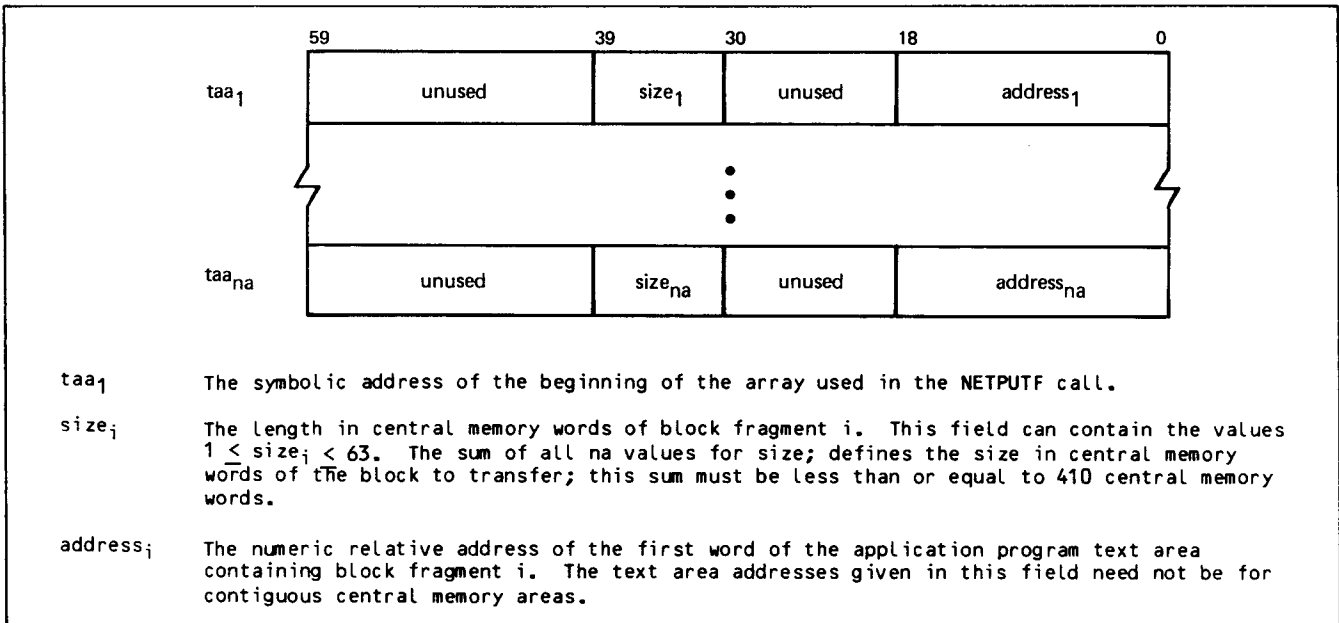 59 39 30 18 0
taa1 unused size1 unused address1
taana unused sizena unused addressna
taa1 The symbolic address of the beginning of the array used in the NETPUTF call.
sizei The length in central memory words of block fragment i. This field can contain the values
1 ≤ sizei ≤ 63. The sum of all na values for size; defines the size in central memory
words of the block to transfer; this sum must be less than or equal to 410 central memory
words.
addressi The numeric relative address of the first word of the application program text area
containing block fragment i. The text area addresses given in this field need not be for
contiguous central memory areas.